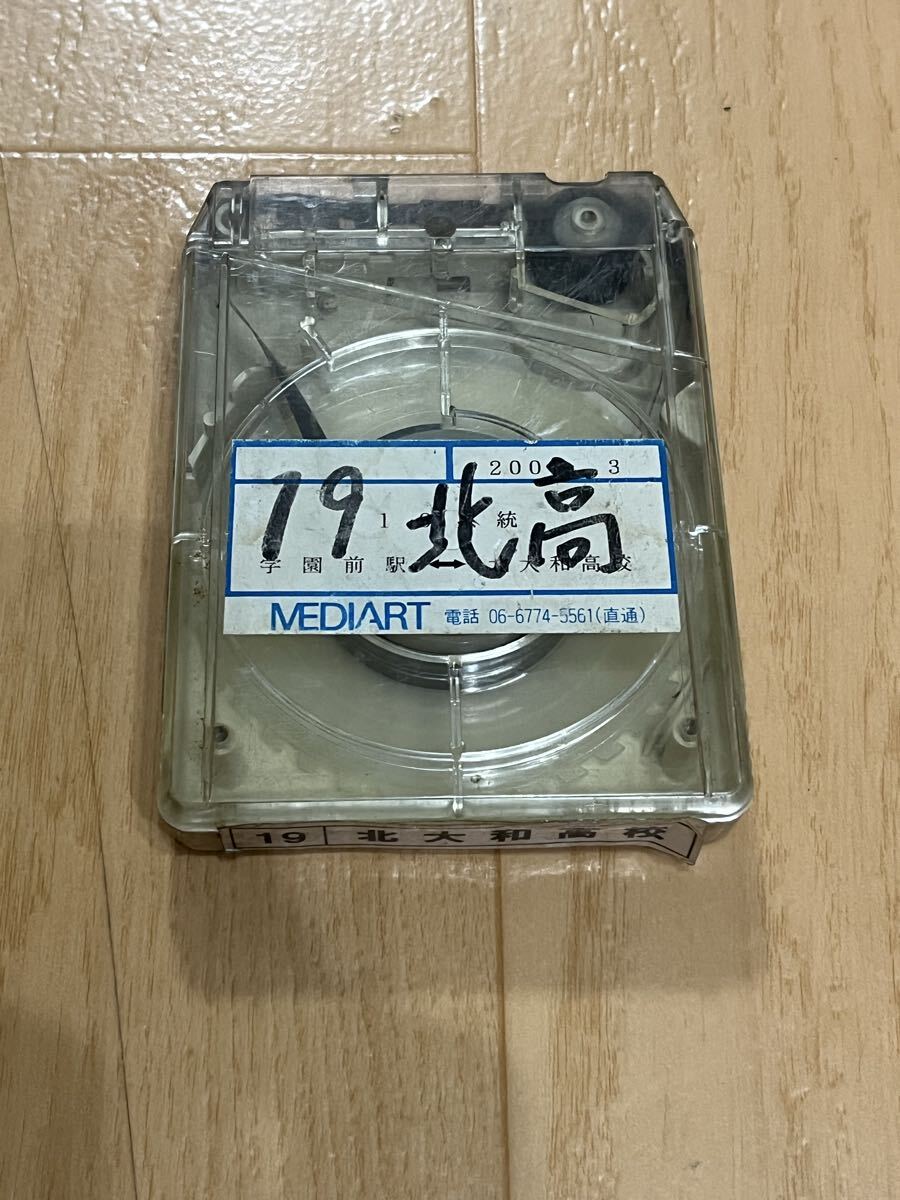 200 3
19 北高
1 統
学園前駅↔大和高校
MEDIART 電話 06-6774-5561(直通)
19 北大和高校